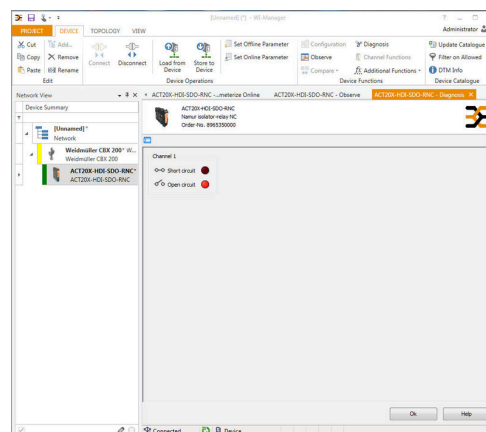 [Unnamed] (*) - WI-Manager
PROJECT DEVICE TOPOLOGY VIEW Administrator
Cut Add... Connect Disconnect Load from Device Store to Device Set Offline Parameter Configuration Diagnosis Update Catalogue
Copy Remove Set Online Parameter Observe Channel Functions Filter on Allowed
Paste Rename Compare Additional Functions DTM Info
Edit Device Operations Device Functions Device Catalogue
Network View ACT20X-HDI-SDO-RNC -...meterize Online ACT20X-HDI-SDO-RNC - Observe ACT20X-HDI-SDO-RNC - Diagnosis
Device Summary
ACT20X-HDI-SDO-RNC
Namur isolator-relay NC
Order-No. 8965350000
[Unnamed]*
Network
Weidmüller CBX 200* W...
Weidmüller CBX 200
ACT20X-HDI-SDO-RNC*
ACT20X-HDI-SDO-RNC
Channel 1
Short circuit
Open circuit
Ok Help
Connected Device